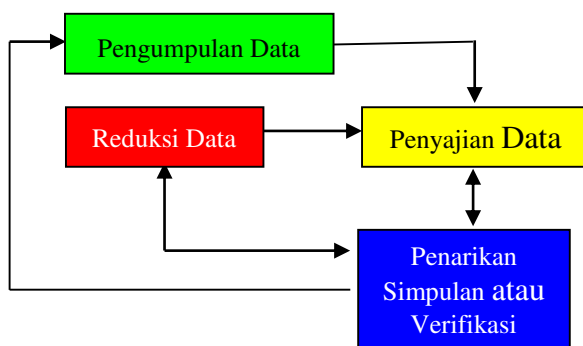 Pengumpulan Data
Reduksi Data
Penyajian Data
Penarikan
Simpulan atau
Verifikasi